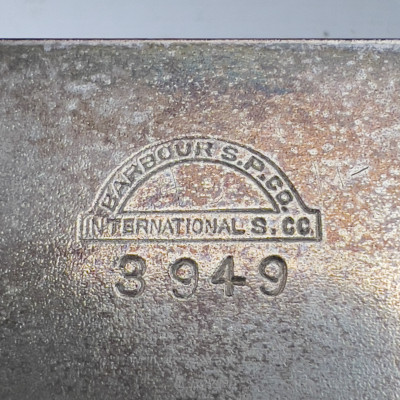 BARBOUR S.P.CO.
INTERNATIONAL S. CO.
3949